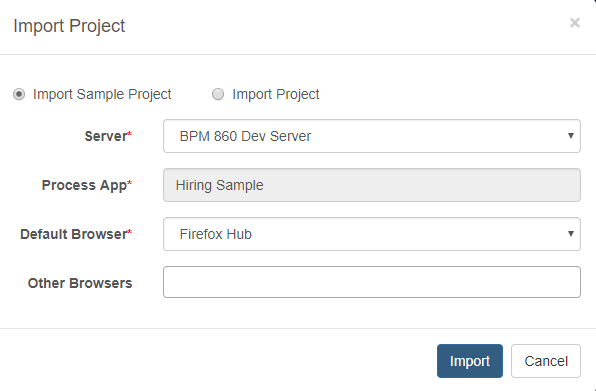 Import Project ×
Import Sample Project Import Project
Server* BPM 860 Dev Server
Process App* Hiring Sample
Default Browser* Firefox Hub
Other Browsers
Import Cancel